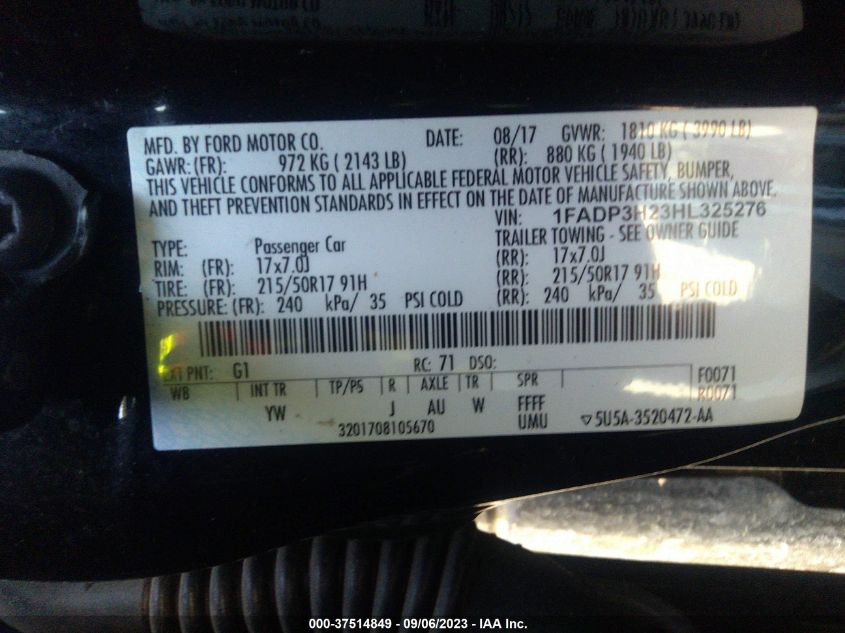 MFD. BY FORD MOTOR CO. DATE: 08/17 GVWR: 1810 KG ( 3990 LB)
GAWR: (FR): 972 KG ( 2143 LB) (RR): 880 KG ( 1940 LB)
THIS VEHICLE CONFORMS TO ALL APPLICABLE FEDERAL MOTOR VEHICLE SAFETY, BUMPER,
AND THEFT PREVENTION STANDARDS IN EFFECT ON THE DATE OF MANUFACTURE SHOWN ABOVE.
VIN: 1FADP3H23HL325276
TYPE: Passenger Car TRAILER TOWING - SEE OWNER GUIDE
RIM: (FR): 17x7.0J (RR): 17x7.0J
TIRE: (FR): 215/50R17 91H (RR): 215/50R17 91H
PRESSURE: (FR): 240 kPa/ 35 PSI COLD (RR): 240 kPa/ 35 PSI COLD
EXT PNT: G1 RC: 71 DSO: F0071
WB INT TR TP/PS R AXLE TR SPR R0071
YW J AU W FFFF
3201708105670 UMU ▽5U5A-3520472-AA
000-37514849 - 09/06/2023 - IAA Inc.